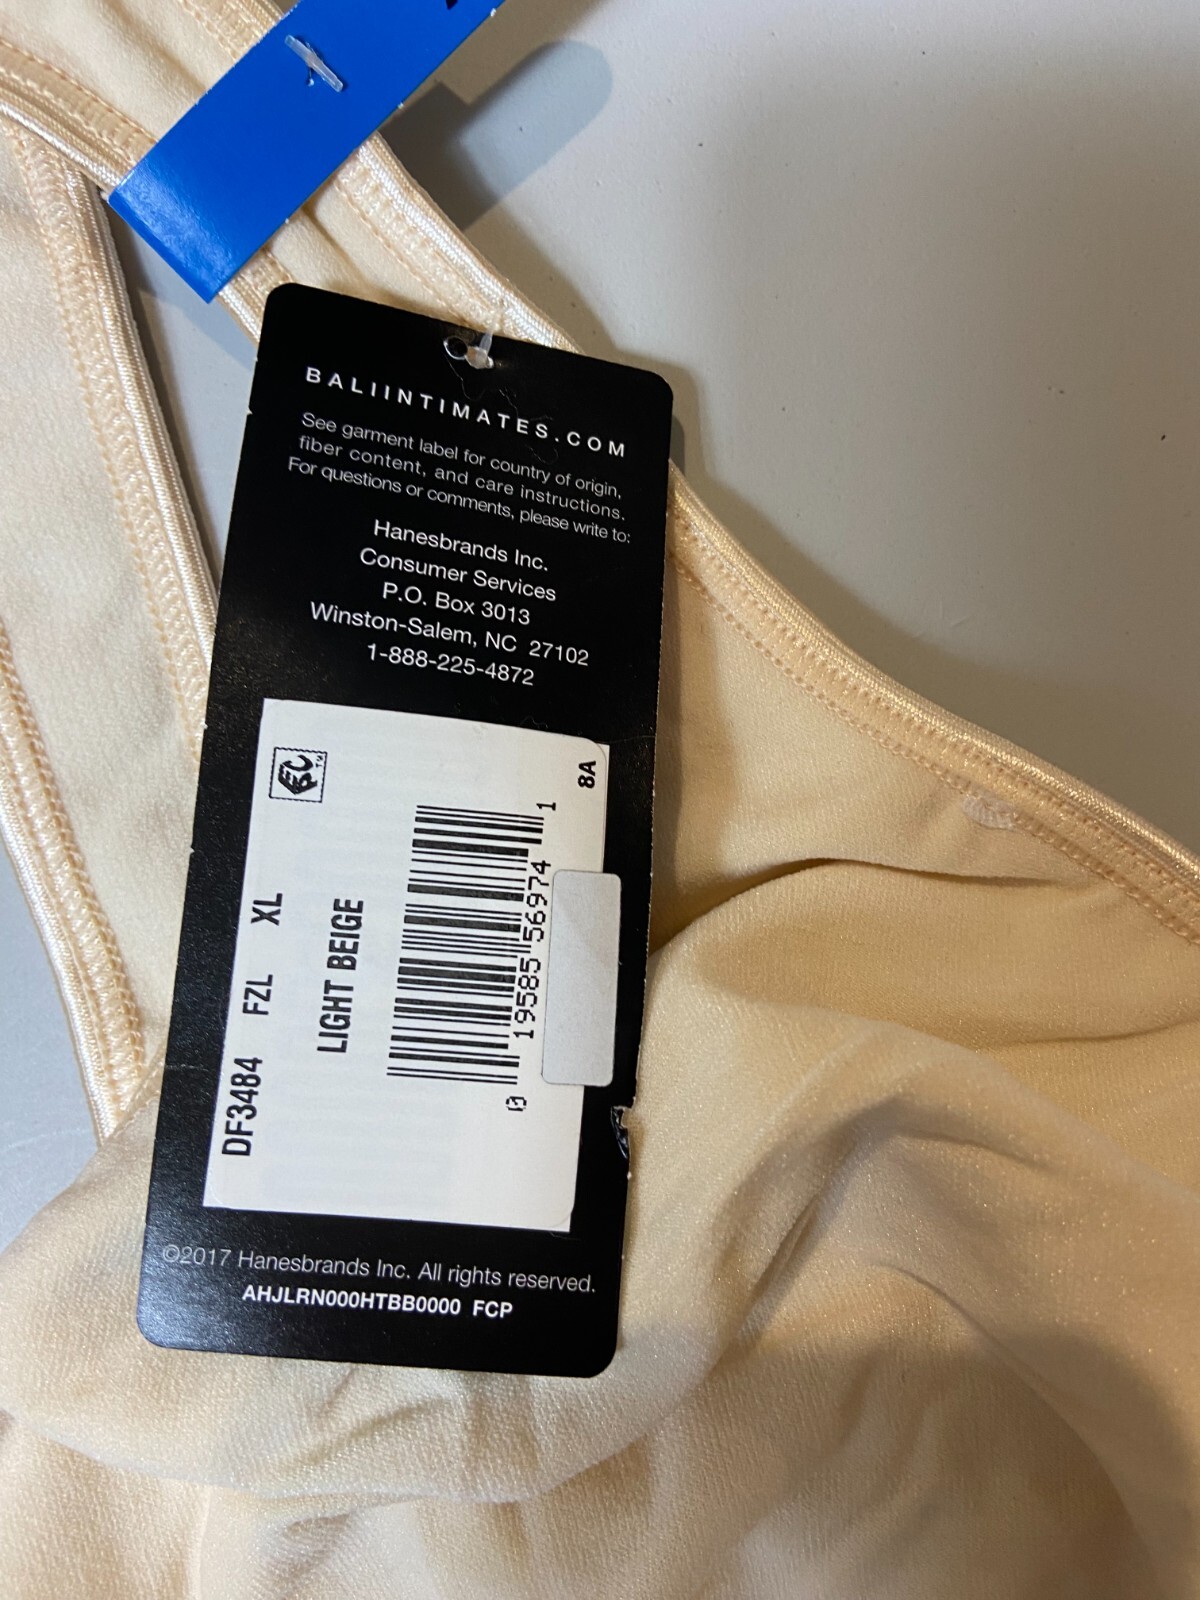 BALIINTIMATES.COM
See garment label for country of origin,
fiber content, and care instructions.
For questions or comments, please write to:
Hanesbrands Inc.
Consumer Services
P.O. Box 3013
Winston-Salem, NC 27102
1-888-225-4872
DF3484 FZL XL
LIGHT BEIGE
0 19585 56974 1
8A
©2017 Hanesbrands Inc. All rights reserved.
AHJLRN000HTBB0000 FCP